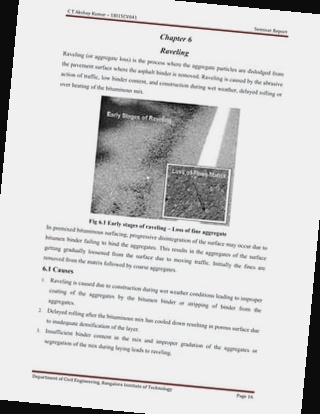 C T Akshay Kumar – 1BI15CV041
Seminar Report
Chapter 6
Raveling
Raveling (or aggregate loss) is the process where the aggregate particles are dislodged from
the pavement surface where the asphalt binder is removed. Raveling is caused by the abrasive
action of traffic, low binder content, and construction during wet weather, delayed rolling or
over heating of the bituminous mix.
Early Stages of Raveling
Loss of Fines Matrix
Fig 6.1 Early stages of raveling – Loss of fine aggregate
In premixed bituminous surfacing, progressive disintegration of the surface may occur due to
bitumen binder failing to bind the aggregates. This results in the aggregates of the surface
getting gradually loosened from the surface due to moving traffic. Initially the fines are
removed from the matrix followed by coarse aggregates.
6.1 Causes
1. Raveling is caused due to construction during wet weather conditions leading to improper
coating of the aggregates by the bitumen binder or stripping of binder from the
aggregates.
2. Delayed rolling after the bituminous mix has cooled down resulting in porous surface due
to inadequate densification of the layer.
3. Insufficient binder content in the mix and improper gradation of the aggregates or
segregation of the mix during laying leads to raveling.
Department of Civil Engineering, Bangalore Institute of Technology
Page 16